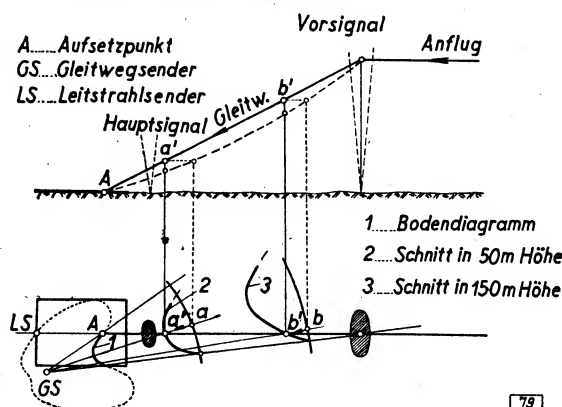 Vorsignal
Anflug
A......Aufsetzpunkt
GS....Gleitwegsender
LS....Leitstrahlsender
Hauptsignal
Gleitw.
b'
a'
A
1......Bodendiagramm
2.....Schnitt in 50m Höhe
3.....Schnitt in 150m Höhe
2
3
LS
A
1
a'
a
b'
b
GS
79